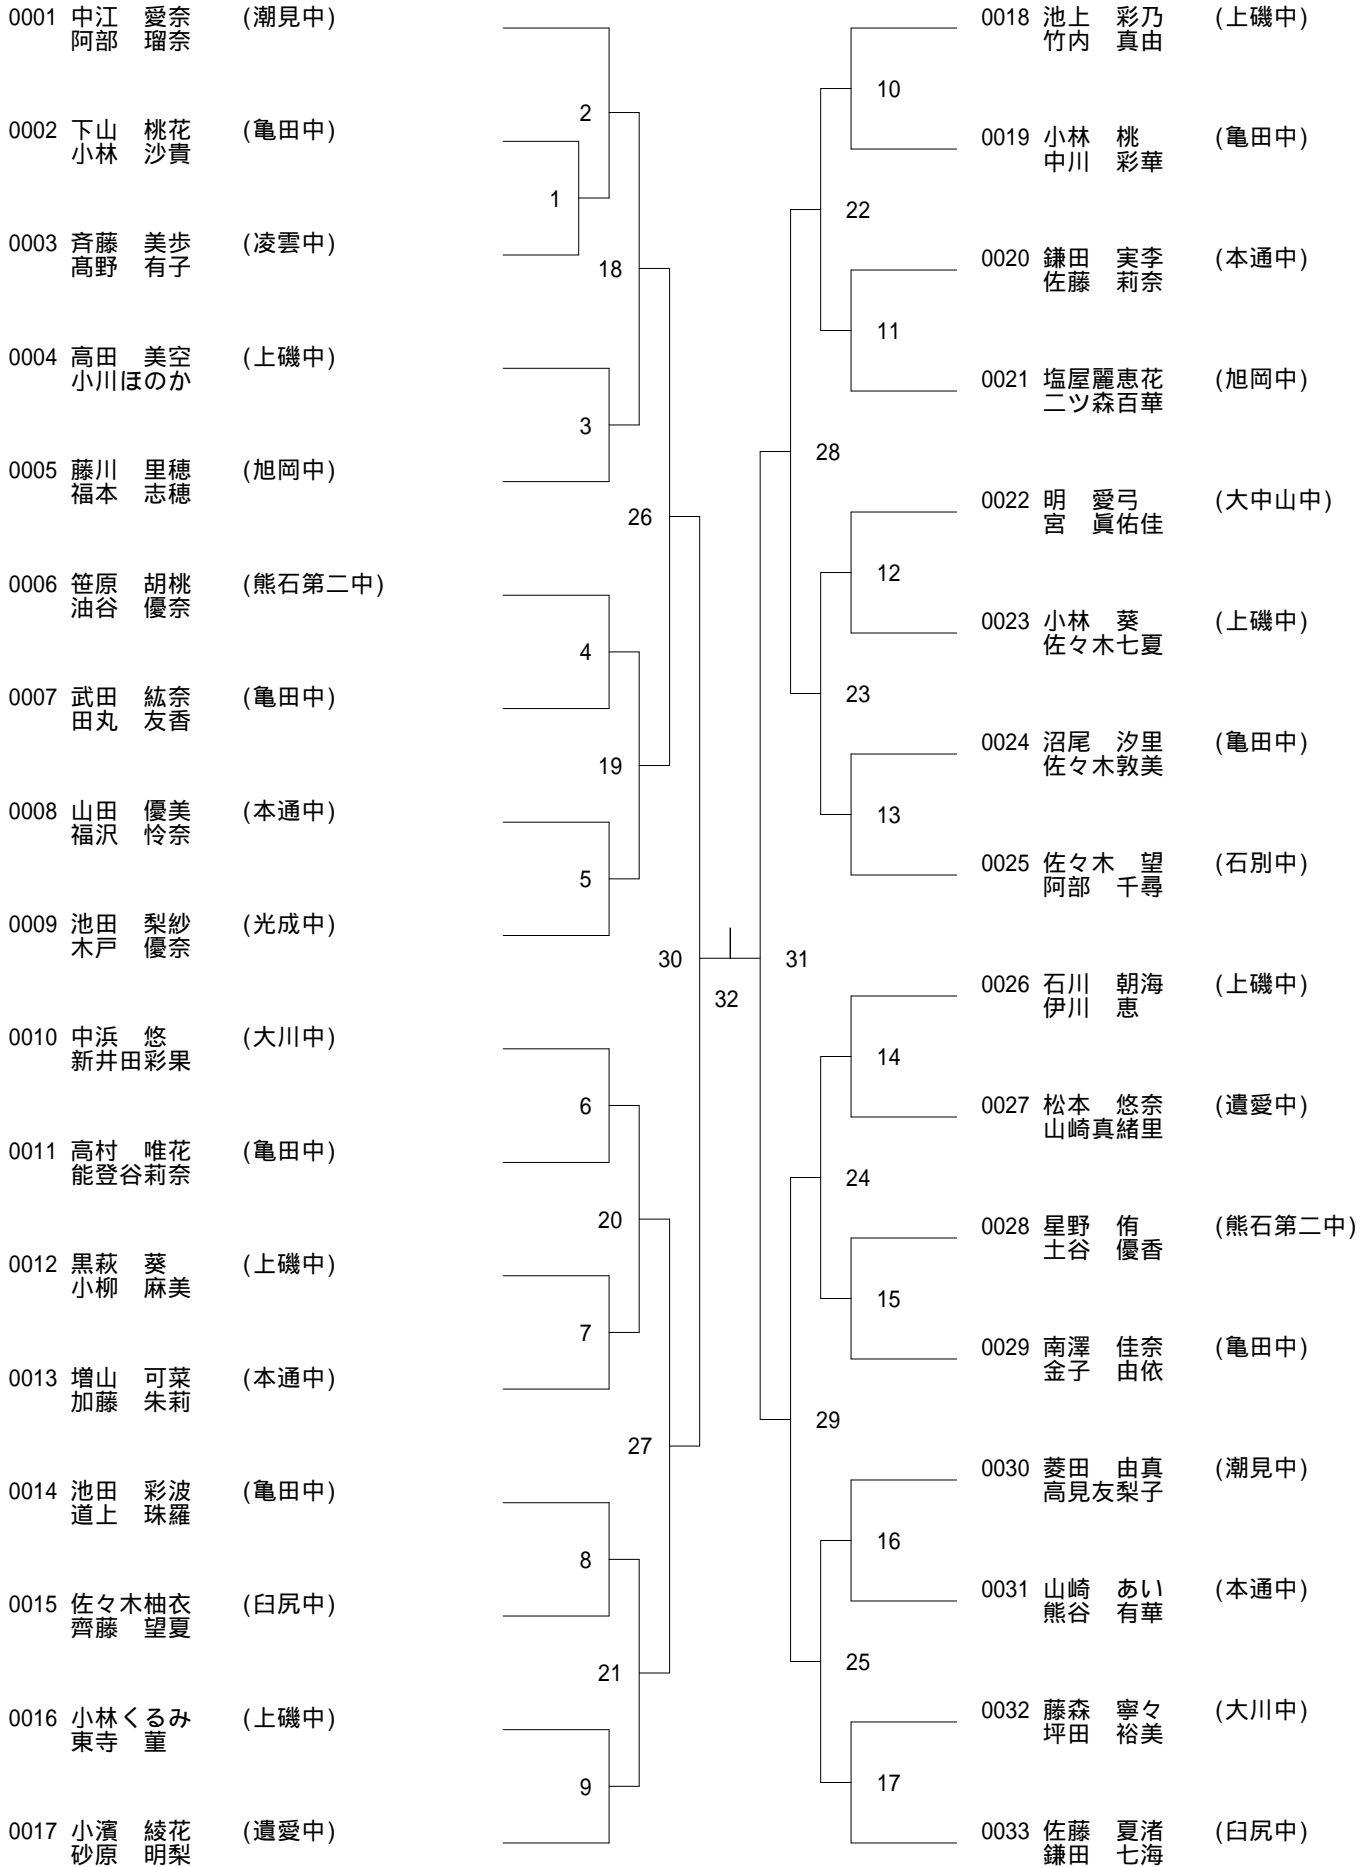 0001 中江　愛奈　(潮見中)
阿部　瑠奈
2
0002 下山　桃花　(亀田中)
小林　沙貴
1
0003 斉藤　美歩　(凌雲中)
髙野　有子
18
0004 高田　美空　(上磯中)
小川ほのか
3
0005 藤川　里穂　(旭岡中)
福本　志穂
26
0006 笹原　胡桃　(熊石第二中)
油谷　優奈
4
0007 武田　紘奈　(亀田中)
田丸　友香
19
0008 山田　優美　(本通中)
福沢　怜奈
5
0009 池田　梨紗　(光成中)
木戸　優奈
30
32
0010 中浜　悠　(大川中)
新井田彩果
6
0011 高村　唯花　(亀田中)
能登谷莉奈
20
0012 黒萩　葵　(上磯中)
小柳　麻美
7
0013 増山　可菜　(本通中)
加藤　朱莉
27
0014 池田　彩波　(亀田中)
道上　珠羅
8
0015 佐々木柚衣　(臼尻中)
齊藤　望夏
21
0016 小林くるみ　(上磯中)
東寺　菫
9
0017 小濱　綾花　(遺愛中)
砂原　明梨
0018 池上　彩乃　(上磯中)
竹内　真由
10
0019 小林　桃　(亀田中)
中川　彩華
22
0020 鎌田　実李　(本通中)
佐藤　莉奈
11
0021 塩屋麗恵花　(旭岡中)
二ツ森百華
28
0022 明　愛弓　(大中山中)
宮　眞佑佳
12
0023 小林　葵　(上磯中)
佐々木七夏
23
0024 沼尾　汐里　(亀田中)
佐々木敦美
13
0025 佐々木　望　(石別中)
阿部　千尋
31
0026 石川　朝海　(上磯中)
伊川　恵
14
0027 松本　悠奈　(遺愛中)
山崎真緒里
24
0028 星野　侑　(熊石第二中)
土谷　優香
15
0029 南澤　佳奈　(亀田中)
金子　由依
29
0030 菱田　由真　(潮見中)
高見友梨子
16
0031 山崎　あい　(本通中)
熊谷　有華
25
0032 藤森　寧々　(大川中)
坪田　裕美
17
0033 佐藤　夏渚　(臼尻中)
鎌田　七海